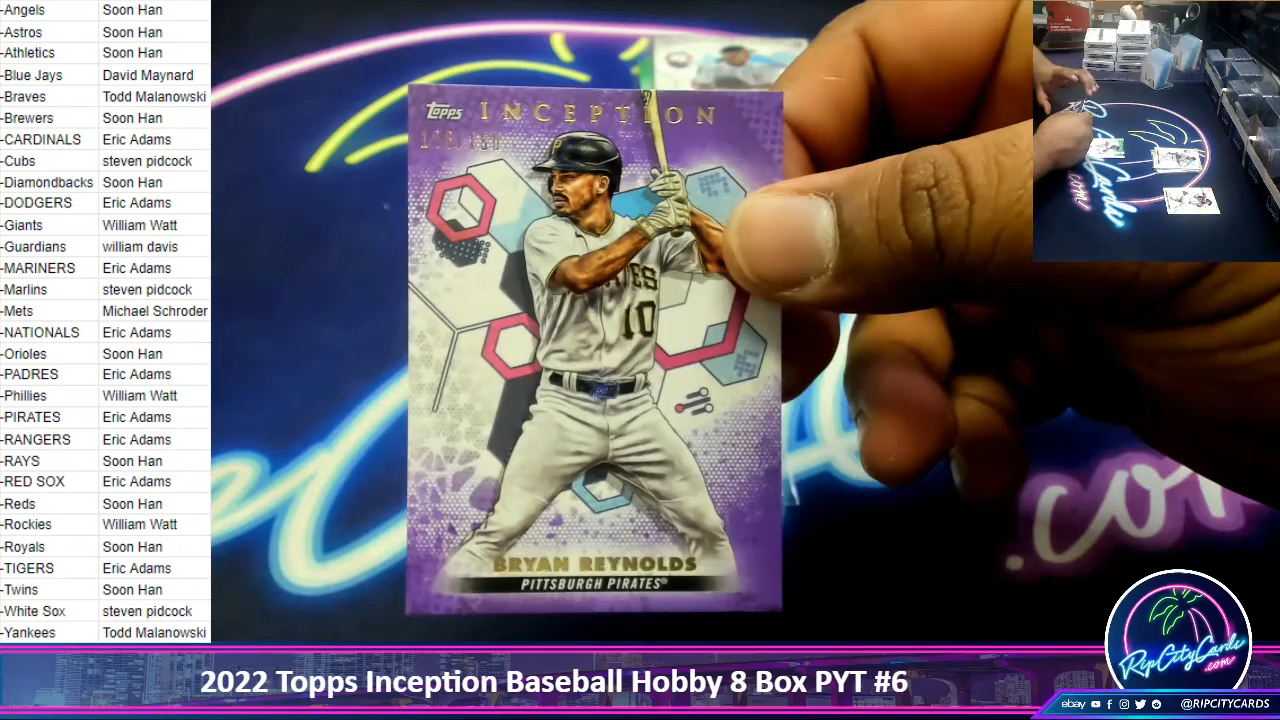 -Angels Soon Han
-Astros Soon Han
-Athletics Soon Han
-Blue Jays David Maynard
-Braves Todd Malanowski
-Brewers Soon Han
-CARDINALS Eric Adams
-Cubs steven pidcock
-Diamondbacks Soon Han
-DODGERS Eric Adams
-Giants William Watt
-Guardians william davis
-MARINERS Eric Adams
-Marlins steven pidcock
-Mets Michael Schroder
-NATIONALS Eric Adams
-Orioles Soon Han
-PADRES Eric Adams
-Phillies William Watt
-PIRATES Eric Adams
-RANGERS Eric Adams
-RAYS Soon Han
-RED SOX Eric Adams
-Reds Soon Han
-Rockies William Watt
-Royals Soon Han
-TIGERS Eric Adams
-Twins Soon Han
-White Sox steven pidcock
-Yankees Todd Malanowski
Topps INCEPTION
10
BRYAN REYNOLDS
PITTSBURGH PIRATES®
RipCityCards
.com
2022 Topps Inception Baseball Hobby 8 Box PYT #6
ebay @RIPCITYCARDS